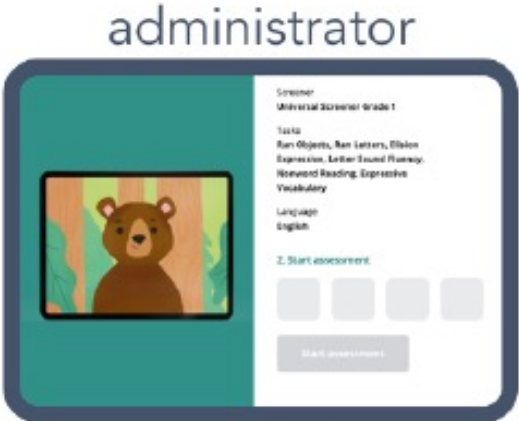 administrator
Screener
Universal Screener Grade 1
Tasks
Ran Objects, Ran Letters, Elision
Expressive, Letter Sound Fluency,
Nonword Reading, Expressive
Vocabulary
Language
English
2. Start assessment
Start assessment